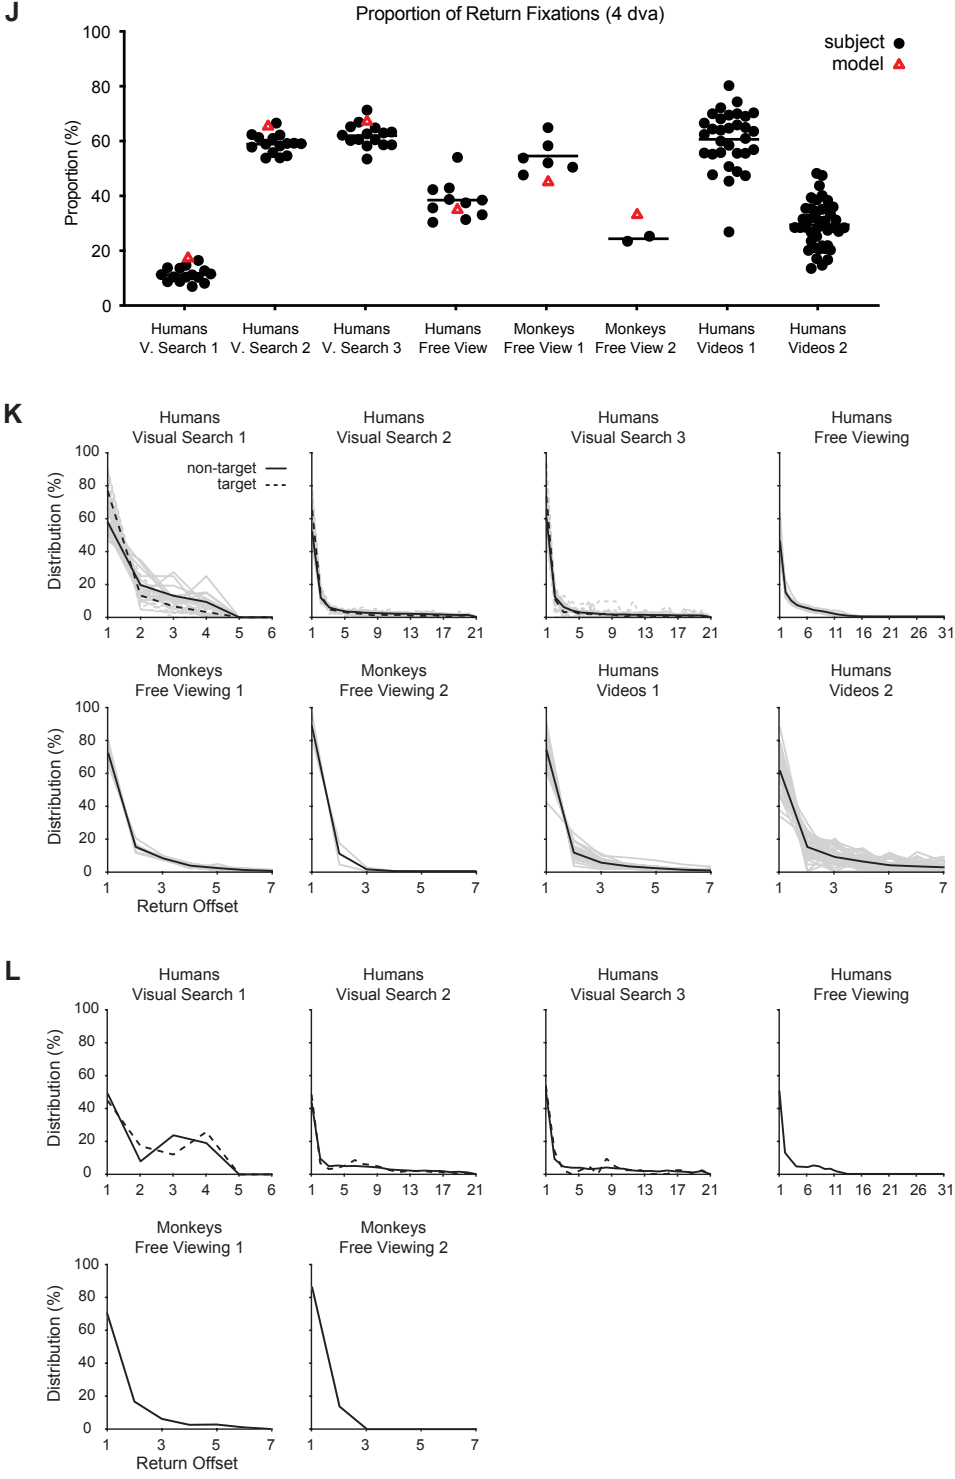 J
Proportion of Return Fixations (4 dva)
subject
model
Proportion (%)
100
80
60
40
20
0
Humans V. Search 1
Humans V. Search 2
Humans V. Search 3
Humans Free View
Monkeys Free View 1
Monkeys Free View 2
Humans Videos 1
Humans Videos 2
K
Humans
Visual Search 1
Humans
Visual Search 2
Humans
Visual Search 3
Humans
Free Viewing
non-target
target
Distribution (%)
100
80
60
40
20
0
1 2 3 4 5 6
1 5 9 13 17 21
1 5 9 13 17 21
1 6 11 16 21 26 31
Monkeys
Free Viewing 1
Monkeys
Free Viewing 2
Humans
Videos 1
Humans
Videos 2
Distribution (%)
100
80
60
40
20
0
1 3 5 7
1 3 5 7
1 3 5 7
1 3 5 7
Return Offset
L
Humans
Visual Search 1
Humans
Visual Search 2
Humans
Visual Search 3
Humans
Free Viewing
Distribution (%)
100
80
60
40
20
0
1 2 3 4 5 6
1 5 9 13 17 21
1 5 9 13 17 21
1 6 11 16 21 26 31
Monkeys
Free Viewing 1
Monkeys
Free Viewing 2
Distribution (%)
100
80
60
40
20
0
1 3 5 7
1 3 5 7
Return Offset